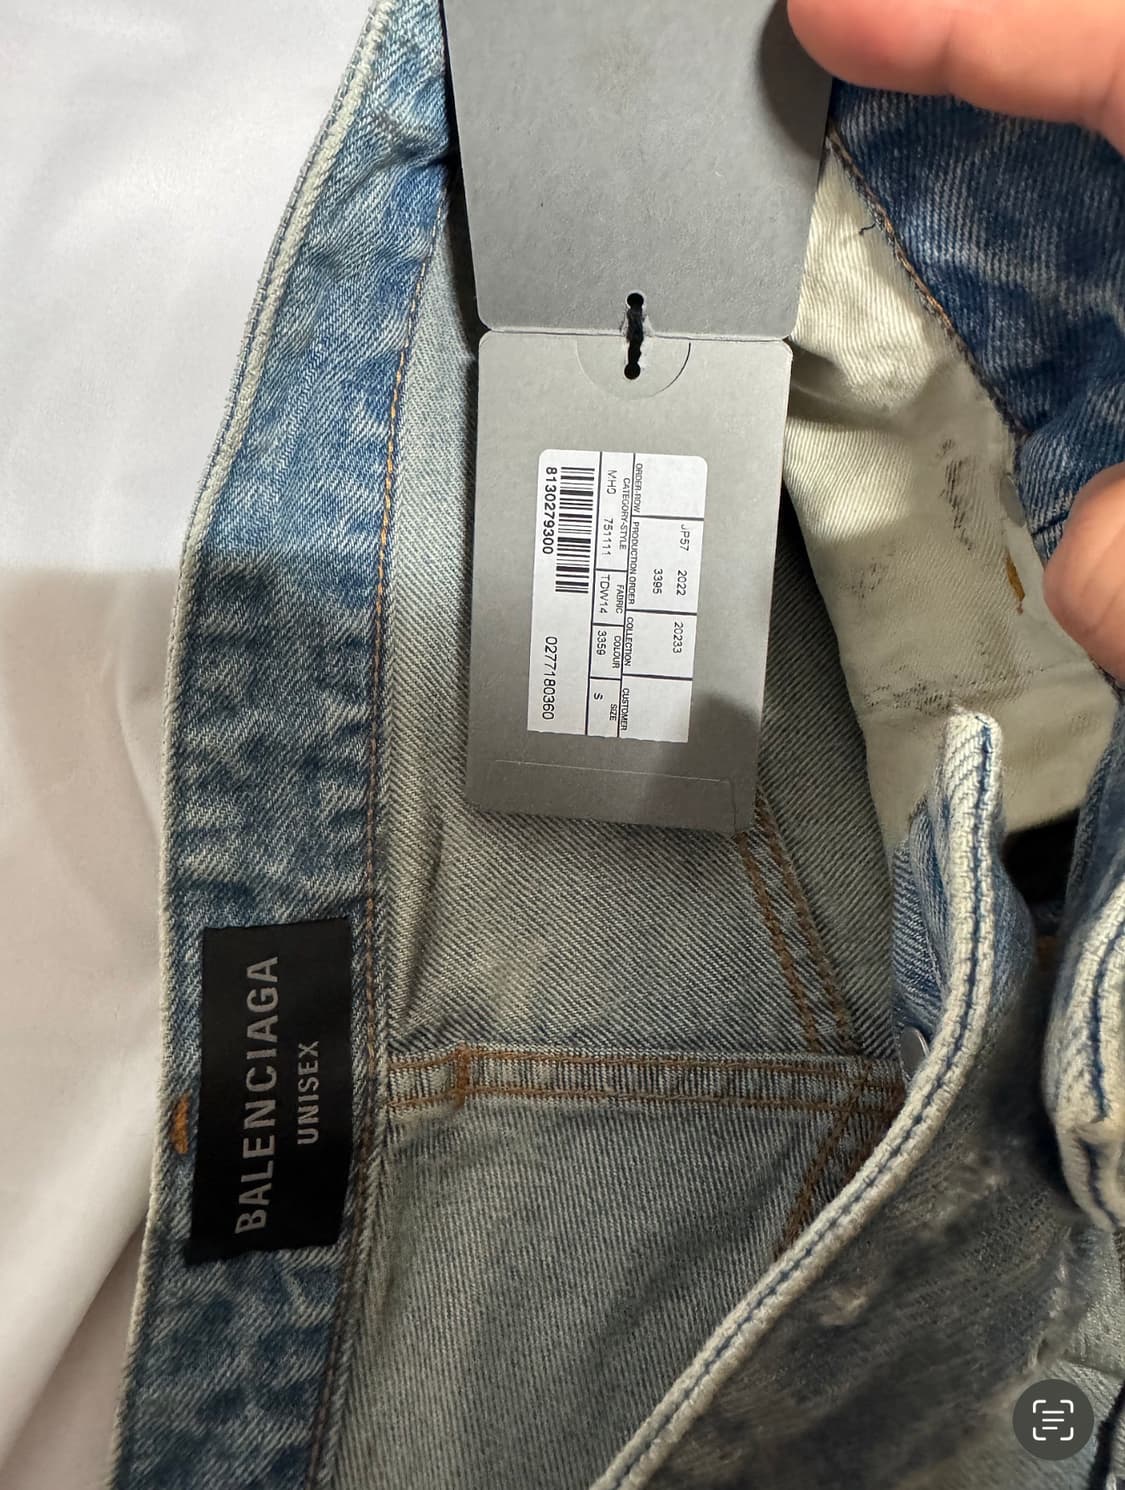 ORDER-ROW PRODUCTION ORDER COLLECTION CUSTOMER
JP57 2022 20233
3395
CATEGORY-STYLE FABRIC COLOUR SIZE
MH0 751111 TDW14 3359 S
8130279300 0277180360
BALENCIAGA
UNISEX